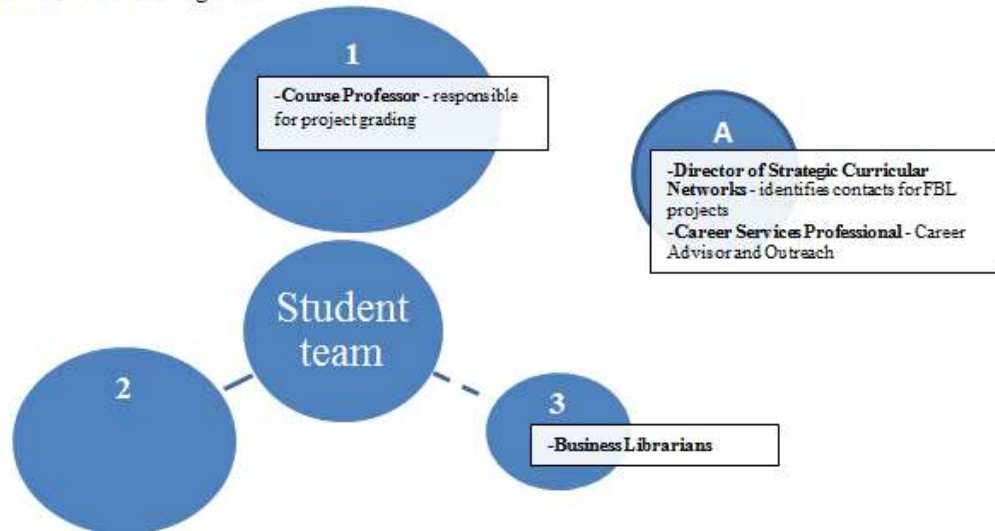 1
-Course Professor - responsible
for project grading
A
-Director of Strategic Curricular
Networks - identifies contacts for FBL
projects
-Career Services Professional - Career
Advisor and Outreach
Student
team
2
3
-Business Librarians